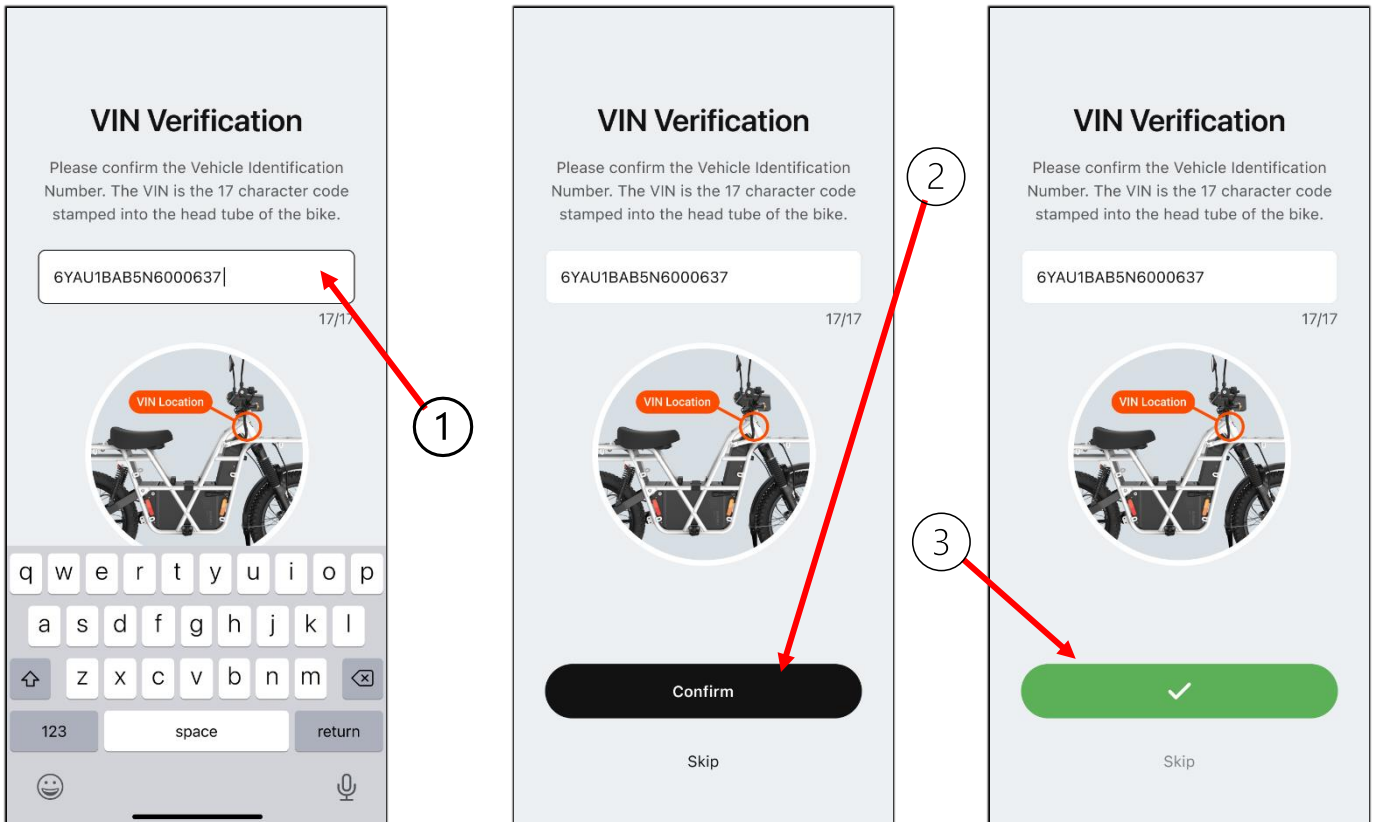 VIN Verification
Please confirm the Vehicle Identification
Number. The VIN is the 17 character code
stamped into the head tube of the bike.
6YAU1BAB5N6000637
17/17
VIN Location
1
q w e r t y u i o p
a s d f g h j k l
z x c v b n m
123 space return
VIN Verification
Please confirm the Vehicle Identification
Number. The VIN is the 17 character code
stamped into the head tube of the bike.
2
6YAU1BAB5N6000637
17/17
VIN Location
Confirm
Skip
VIN Verification
Please confirm the Vehicle Identification
Number. The VIN is the 17 character code
stamped into the head tube of the bike.
6YAU1BAB5N6000637
17/17
VIN Location
3
Skip